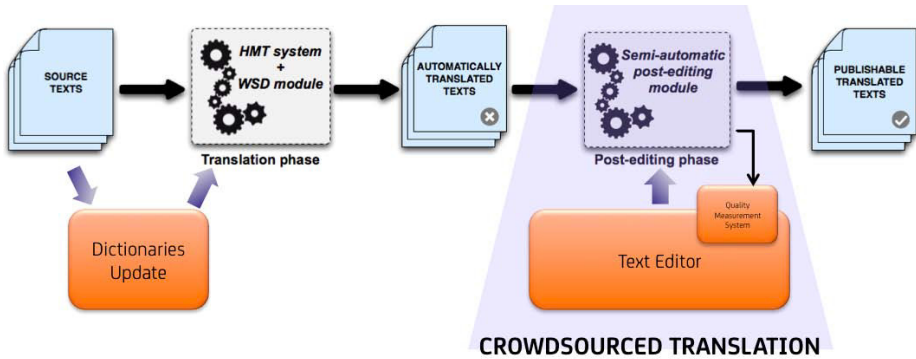 SOURCE
TEXTS
HMT system
+
WSD module
Translation phase
AUTOMATICALLY
TRANSLATED
TEXTS
Semi-automatic
post-editing
module
Post-editing phase
PUBLISHABLE
TRANSLATED
TEXTS
Dictionaries
Update
Quality
Measurement
System
Text Editor
CROWDSOURCED TRANSLATION